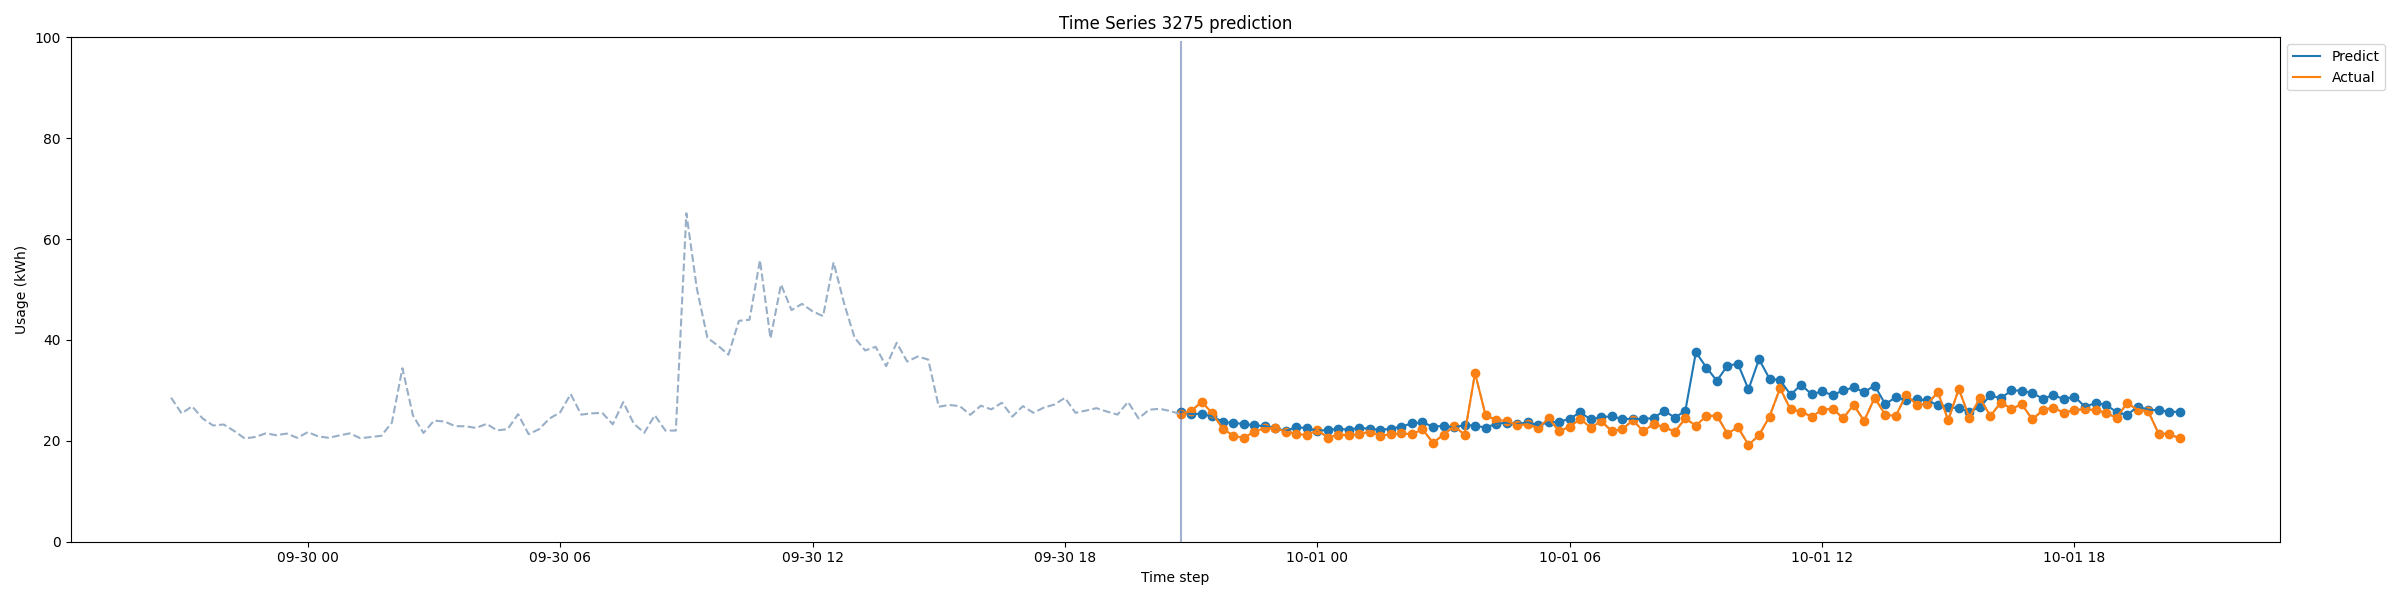 Time Series 3275 prediction
100
80
60
40
20
0
Usage (kWh)
09-30 00
09-30 06
09-30 12
09-30 18
10-01 00
10-01 06
10-01 12
10-01 18
Time step
Predict
Actual